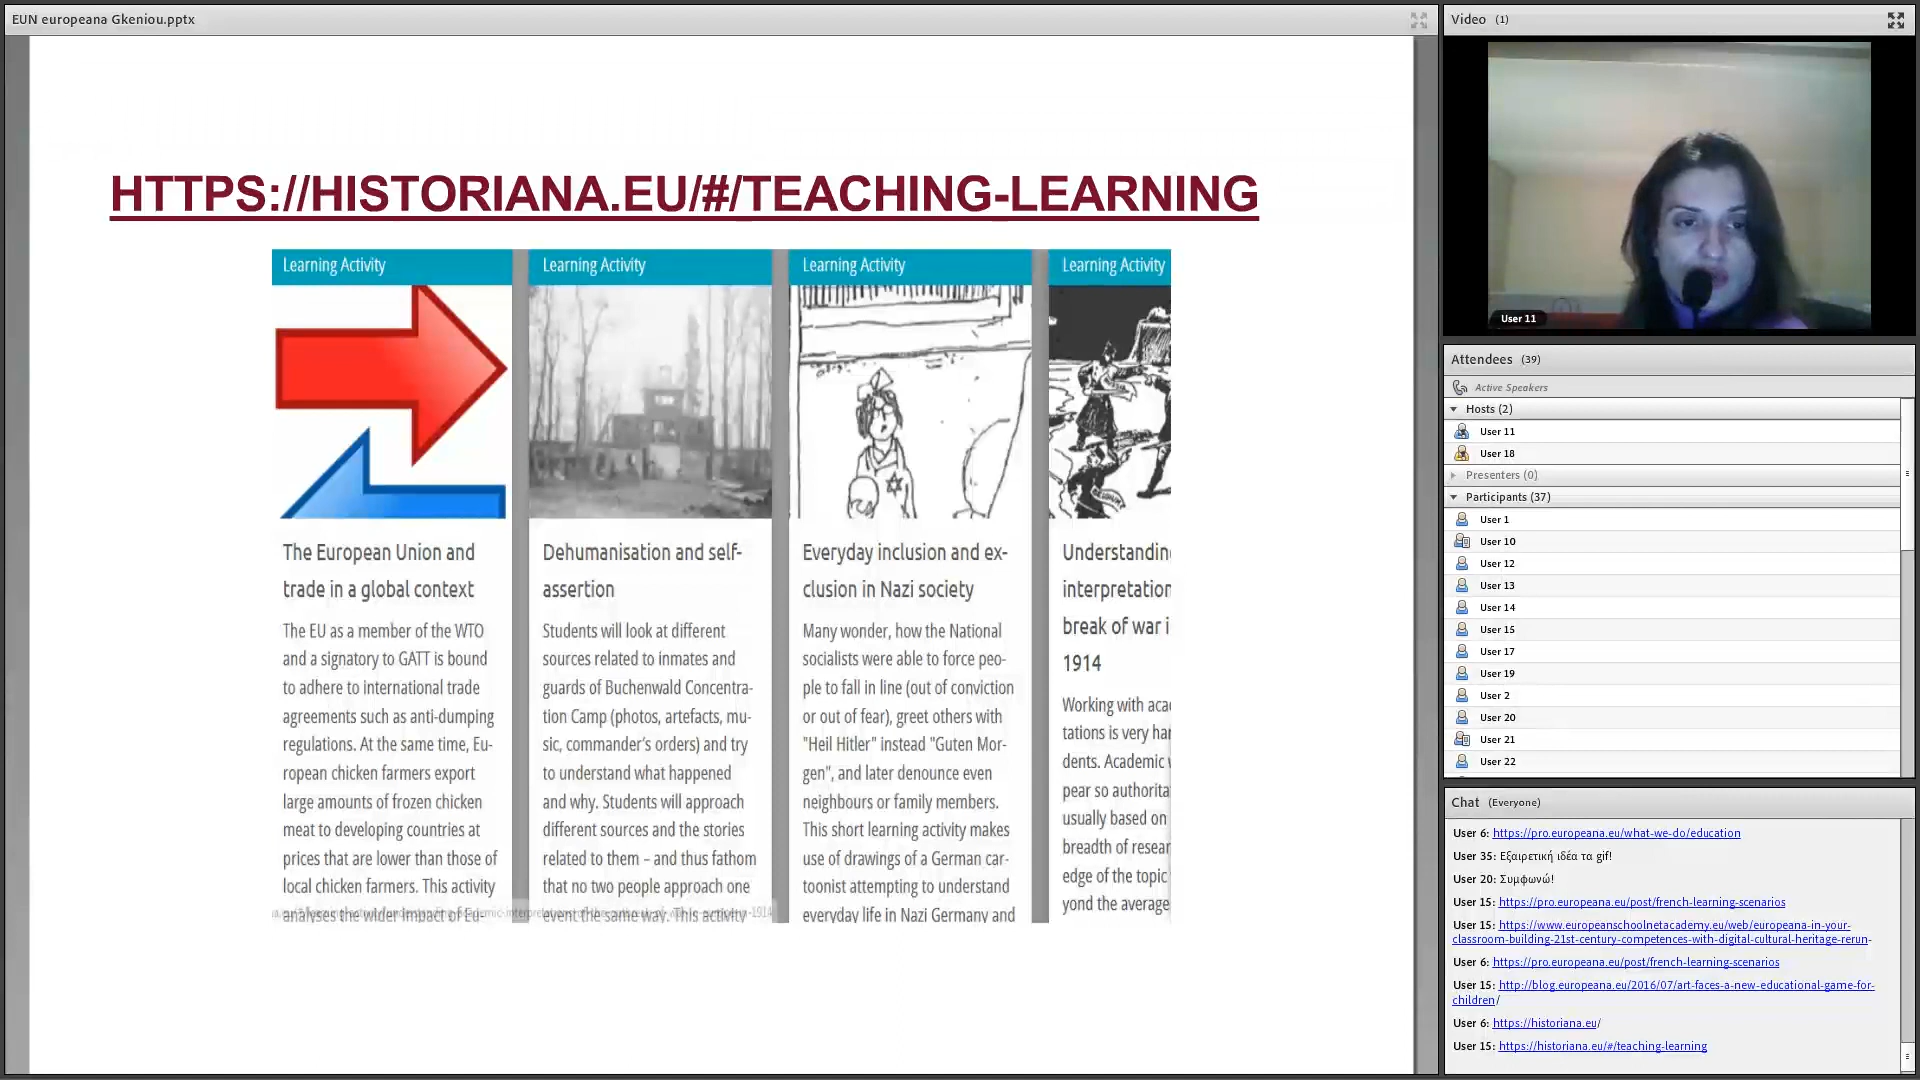 EUN europeana Gkeniou.pptx
HTTPS://HISTORIANA.EU/#/TEACHING-LEARNING
Learning Activity
The European Union and
trade in a global context
The EU as a member of the WTO
and a signatory to GATT is bound
to adhere to international trade
agreements such as anti-dumping
regulations. At the same time, Eu-
ropean chicken farmers export
large amounts of frozen chicken
meat to developing countries at
prices that are lower than those of
local chicken farmers. This activity
analyses the wider impact of Eu-
Learning Activity
Dehumanisation and self-
assertion
Students will look at different
sources related to inmates and
guards of Buchenwald Concentra-
tion Camp (photos, artefacts, mu-
sic, commander's orders) and try
to understand what happened
and why. Students will approach
different sources and the stories
related to them – and thus fathom
that no two people approach one
event the same way. This activity
Learning Activity
Everyday inclusion and ex-
clusion in Nazi society
Many wonder, how the National
socialists were able to force peo-
ple to fall in line (out of conviction
or out of fear), greet others with
"Heil Hitler" instead "Guten Mor-
gen", and later denounce even
neighbours or family members.
This short learning activity makes
use of drawings of a German car-
toonist attempting to understand
everyday life in Nazi Germany and
Learning Activity
Understandin
interpretation
break of war i
1914
Working with aca
tations is very har
dents. Academic
pear so authorita
usually based on
breadth of resear
edge of the topic
yond the average
Video (1)
User 11
Attendees (39)
Active Speakers
Hosts (2)
User 11
User 18
Presenters (0)
Participants (37)
User 1
User 10
User 12
User 13
User 14
User 15
User 17
User 19
User 2
User 20
User 21
User 22
Chat (Everyone)
User 6: https://pro.europeana.eu/what-we-do/education
User 35: Εξαιρετική ιδέα τα gif!
User 20: Συμφωνώ!
User 15: https://pro.europeana.eu/post/french-learning-scenarios
User 15: https://www.europeanschoolnetacademy.eu/web/europeana-in-your-
classroom-building-21st-century-competences-with-digital-cultural-heritage-rerun-
User 6: https://pro.europeana.eu/post/french-learning-scenarios
User 15: http://blog.europeana.eu/2016/07/art-faces-a-new-educational-game-for-
children/
User 6: https://historiana.eu/
User 15: https://historiana.eu/#/teaching-learning